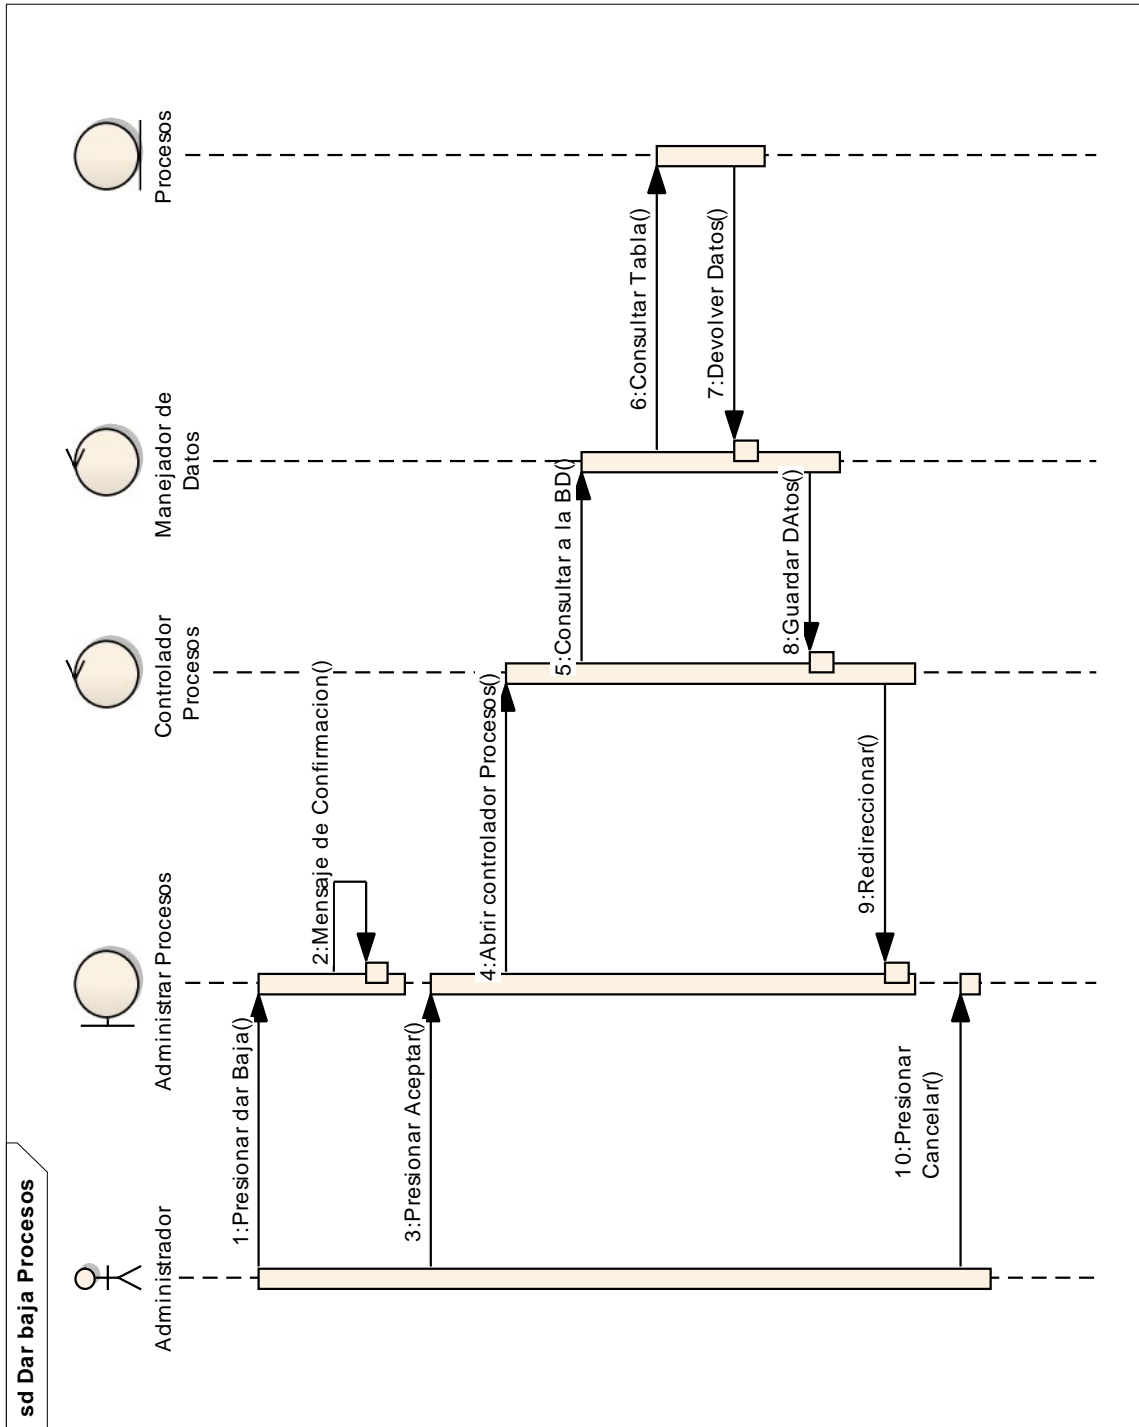 sd Dar baja Procesos
Administrador
Administrar Procesos
Controlador
Procesos
Manejador de
Datos
Procesos
1:Presionar dar Baja()
2:Mensaje de Confirmacion()
3:Presionar Aceptar()
4:Abrir controlador Procesos()
5:Consultar a la BD()
6:Consultar Tabla()
7:Devolver Datos()
8:Guardar DAtos()
9:Redireccionar()
10:Presionar
Cancelar()